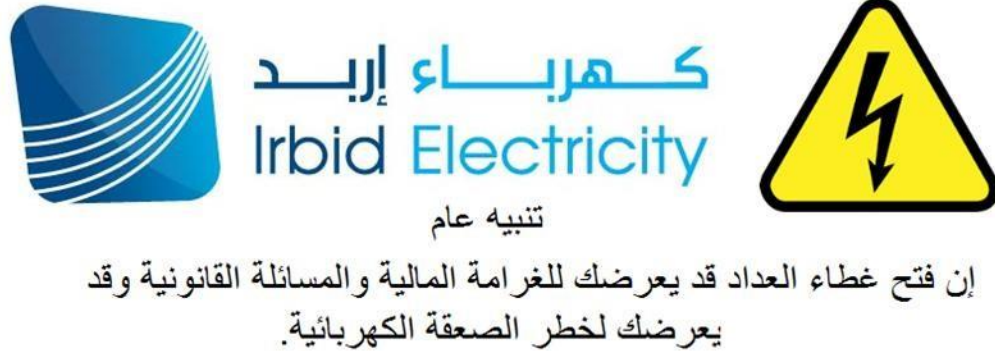 كهرباء إربد
Irbid Electricity
تنبيه عام
إن فتح غطاء العداد قد يعرضك للغرامة المالية والمسائلة القانونية وقد
يعرضك لخطر الصعقة الكهربائية.